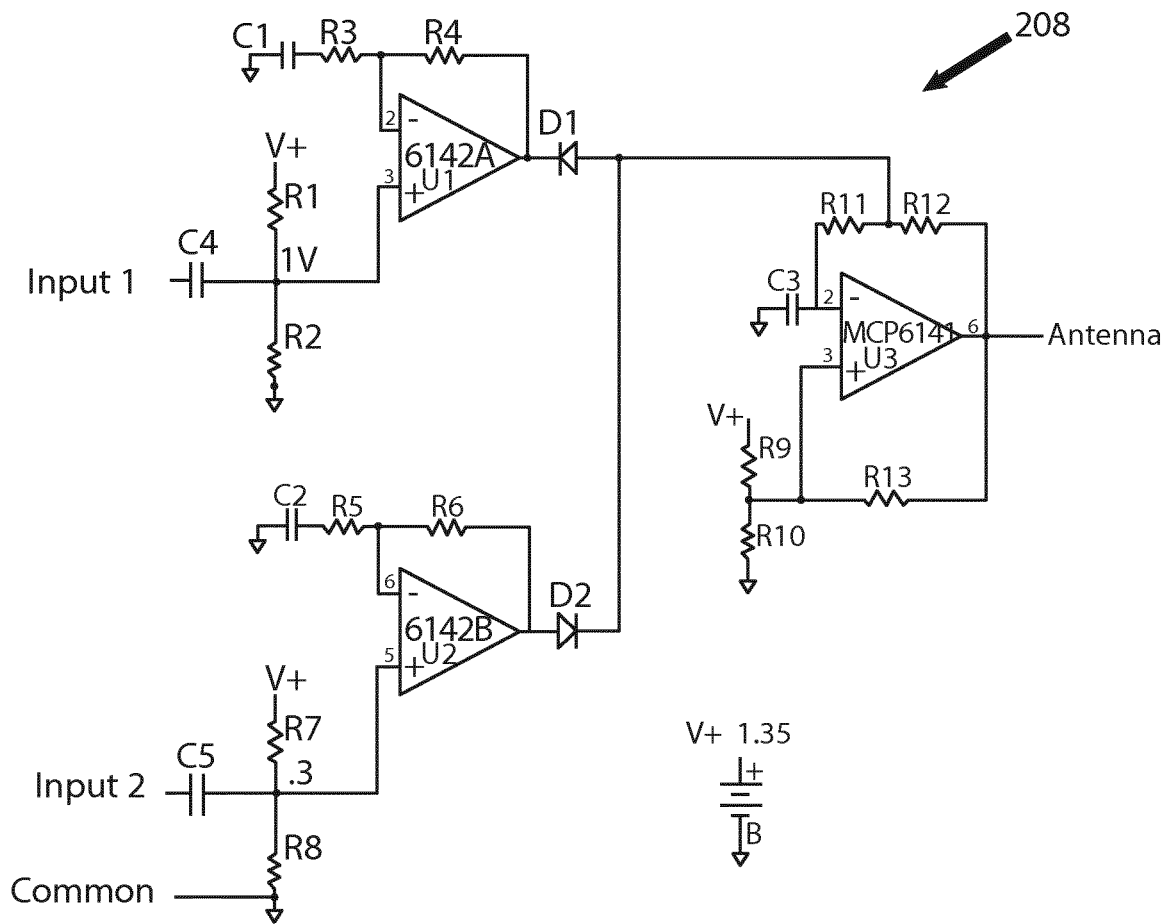 208
C1 R3 R4
2 -
6142A
U1
3 +
D1
V+
R1
1V
C4
Input 1
R2
R11 R12
C3
2 -
MCP6141 6
U3
3 +
Antenna
V+
R9
R13
R10
C2 R5 R6
6 -
6142B
U2
5 +
D2
V+
R7
.3
C5
Input 2
R8
Common
V+ 1.35
+
B